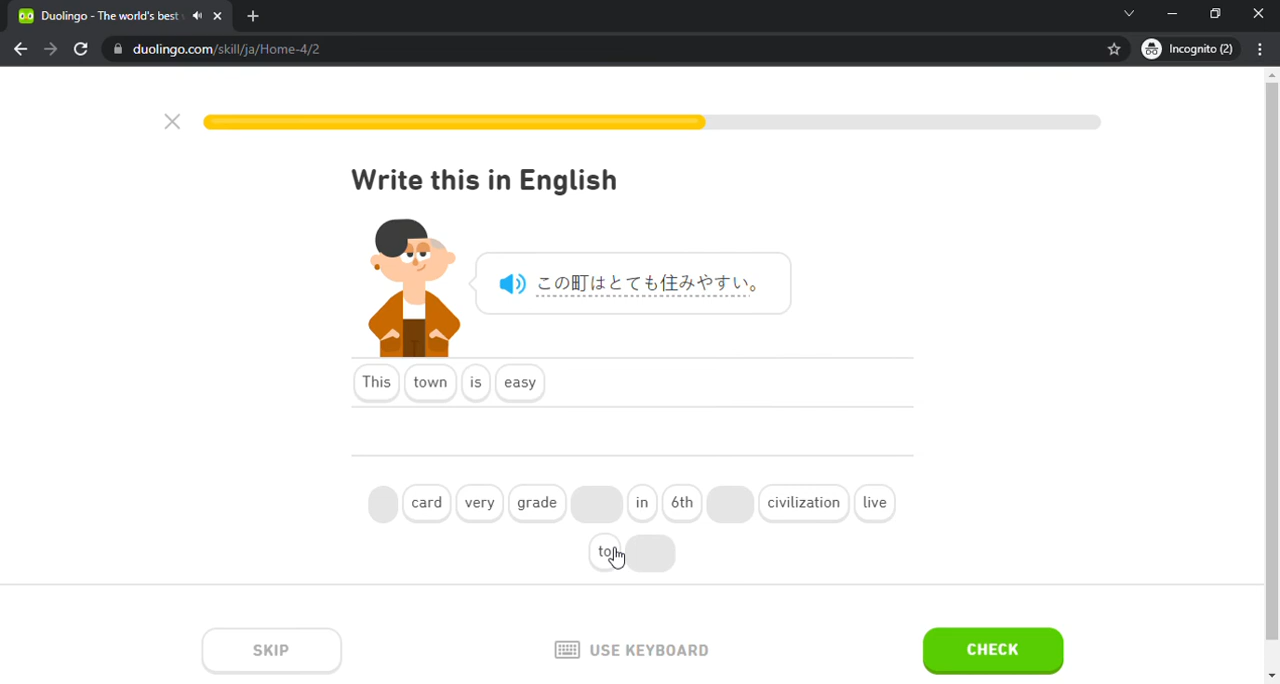 Duolingo - The world's best
duolingo.com/skill/ja/Home-4/2
Incognito (2)
Write this in English
この町はとても住みやすい。
This town is easy
card very grade in 6th civilization live
to
SKIP USE KEYBOARD CHECK